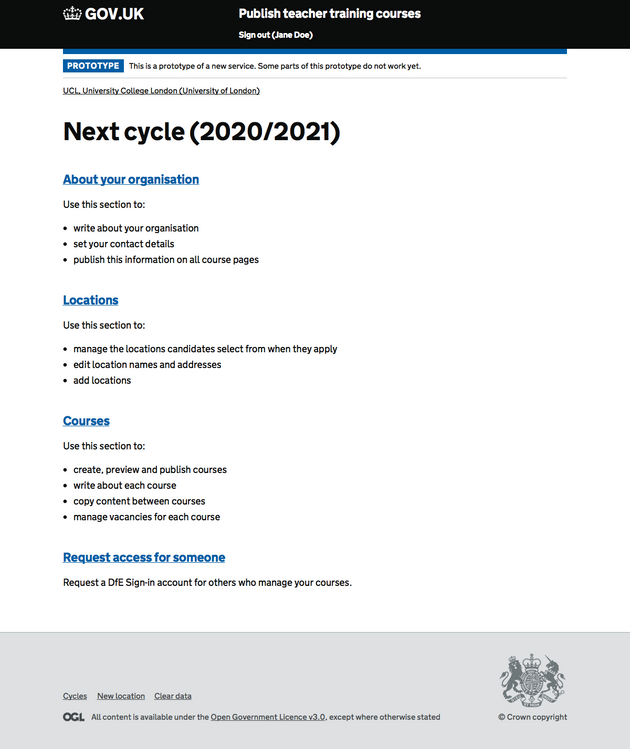 GOV.UK
Publish teacher training courses
Sign out (Jane Doe)
PROTOTYPE This is a prototype of a new service. Some parts of this prototype do not work yet.
UCL, University College London (University of London)
Next cycle (2020/2021)
About your organisation
Use this section to:
• write about your organisation
• set your contact details
• publish this information on all course pages
Locations
Use this section to:
• manage the locations candidates select from when they apply
• edit location names and addresses
• add locations
Courses
Use this section to:
• create, preview and publish courses
• write about each course
• copy content between courses
• manage vacancies for each course
Request access for someone
Request a DfE Sign-in account for others who manage your courses.
Cycles New location Clear data
OGL All content is available under the Open Government Licence v3.0, except where otherwise stated
© Crown copyright